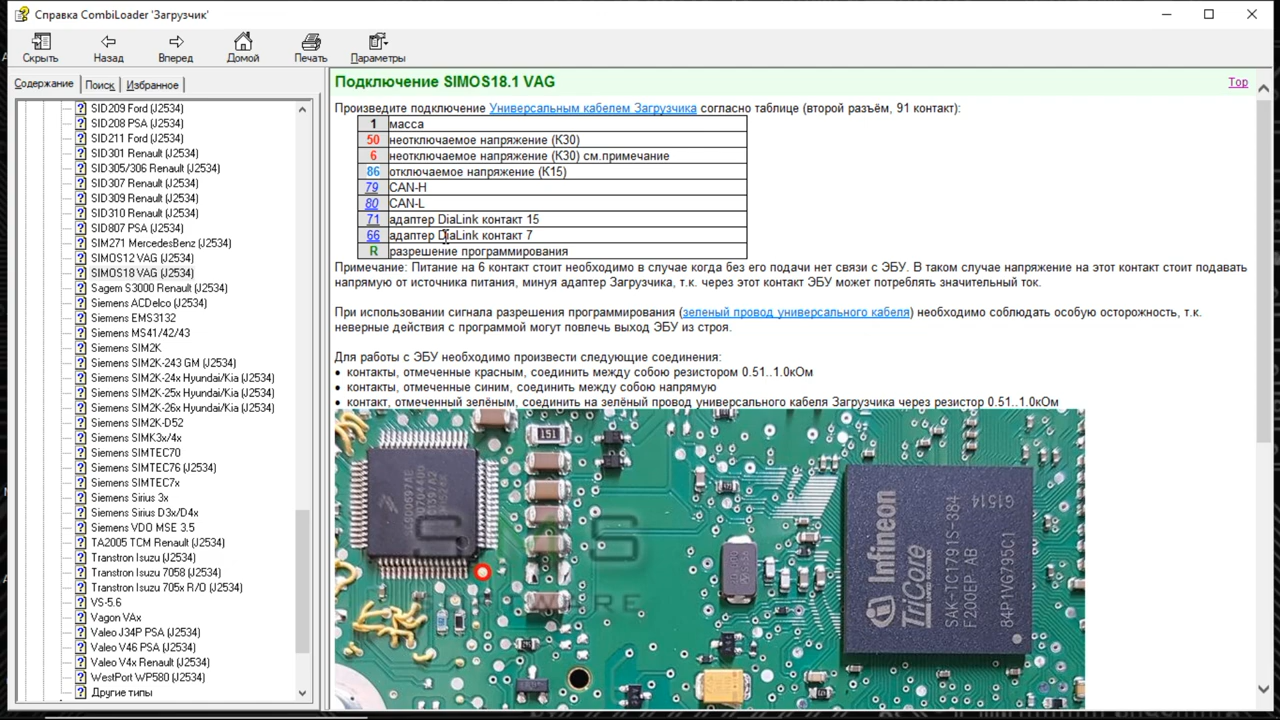 Справка CombiLoader 'Загрузчик'
Скрыть Назад Вперед Домой Печать Параметры
Содержание Поиск Избранное
SID209 Ford (J2534)
SID208 PSA (J2534)
SID211 Ford (J2534)
SID301 Renault (J2534)
SID305/306 Renault (J2534)
SID307 Renault (J2534)
SID309 Renault (J2534)
SID310 Renault (J2534)
SID807 PSA (J2534)
SIM271 MercedesBenz (J2534)
SIMOS12 VAG (J2534)
SIMOS18 VAG (J2534)
Sagem S3000 Renault (J2534)
Siemens ACDelco (J2534)
Siemens EMS3132
Siemens MS41/42/43
Siemens SIM2K
Siemens SIM2K-243 GM (J2534)
Siemens SIM2K-24x Hyundai/Kia (J2534)
Siemens SIM2K-25x Hyundai/Kia (J2534)
Siemens SIM2K-26x Hyundai/Kia (J2534)
Siemens SIM2K-D52
Siemens SIMK3x/4x
Siemens SIMTEC70
Siemens SIMTEC76 (J2534)
Siemens SIMTEC7x
Siemens Sirius 3x
Siemens Sirius D3x/D4x
Siemens VDO MSE 3.5
TA2005 TCM Renault (J2534)
Transtron Isuzu (J2534)
Transtron Isuzu 7058 (J2534)
Transtron Isuzu 705x R/O (J2534)
VS-5.6
Vagon VAx
Valeo J34P PSA (J2534)
Valeo V46 PSA (J2534)
Valeo V4x Renault (J2534)
WestPort WP580 (J2534)
Другие типы
Подключение SIMOS18.1 VAG
Top
Произведите подключение Универсальным кабелем Загрузчика согласно таблице (второй разъём, 91 контакт):
1 масса
50 неотключаемое напряжение (К30)
6 неотключаемое напряжение (К30) см.примечание
86 отключаемое напряжение (К15)
79 CAN-H
80 CAN-L
71 адаптер DiaLink контакт 15
66 адаптер DiaLink контакт 7
R разрешение программирования
Примечание: Питание на 6 контакт стоит необходимо в случае когда без его подачи нет связи с ЭБУ. В таком случае напряжение на этот контакт стоит подавать
напрямую от источника питания, минуя адаптер Загрузчика, т.к. через этот контакт ЭБУ может потреблять значительный ток.
При использовании сигнала разрешения программирования (зеленый провод универсального кабеля) необходимо соблюдать особую осторожность, т.к.
неверные действия с программой могут повлечь выход ЭБУ из строя.
Для работы с ЭБУ необходимо произвести следующие соединения:
• контакты, отмеченные красным, соединить между собою резистором 0.51..1.0кОм
• контакты, отмеченные синим, соединить между собою напрямую
• контакт, отмеченный зелёным, соединить на зелёный провод универсального кабеля Загрузчика через резистор 0.51..1.0кОм
151
Infineon
TriCore
SAK-TC1791S-384
F200EP AB
84P1VG795C1
G1514